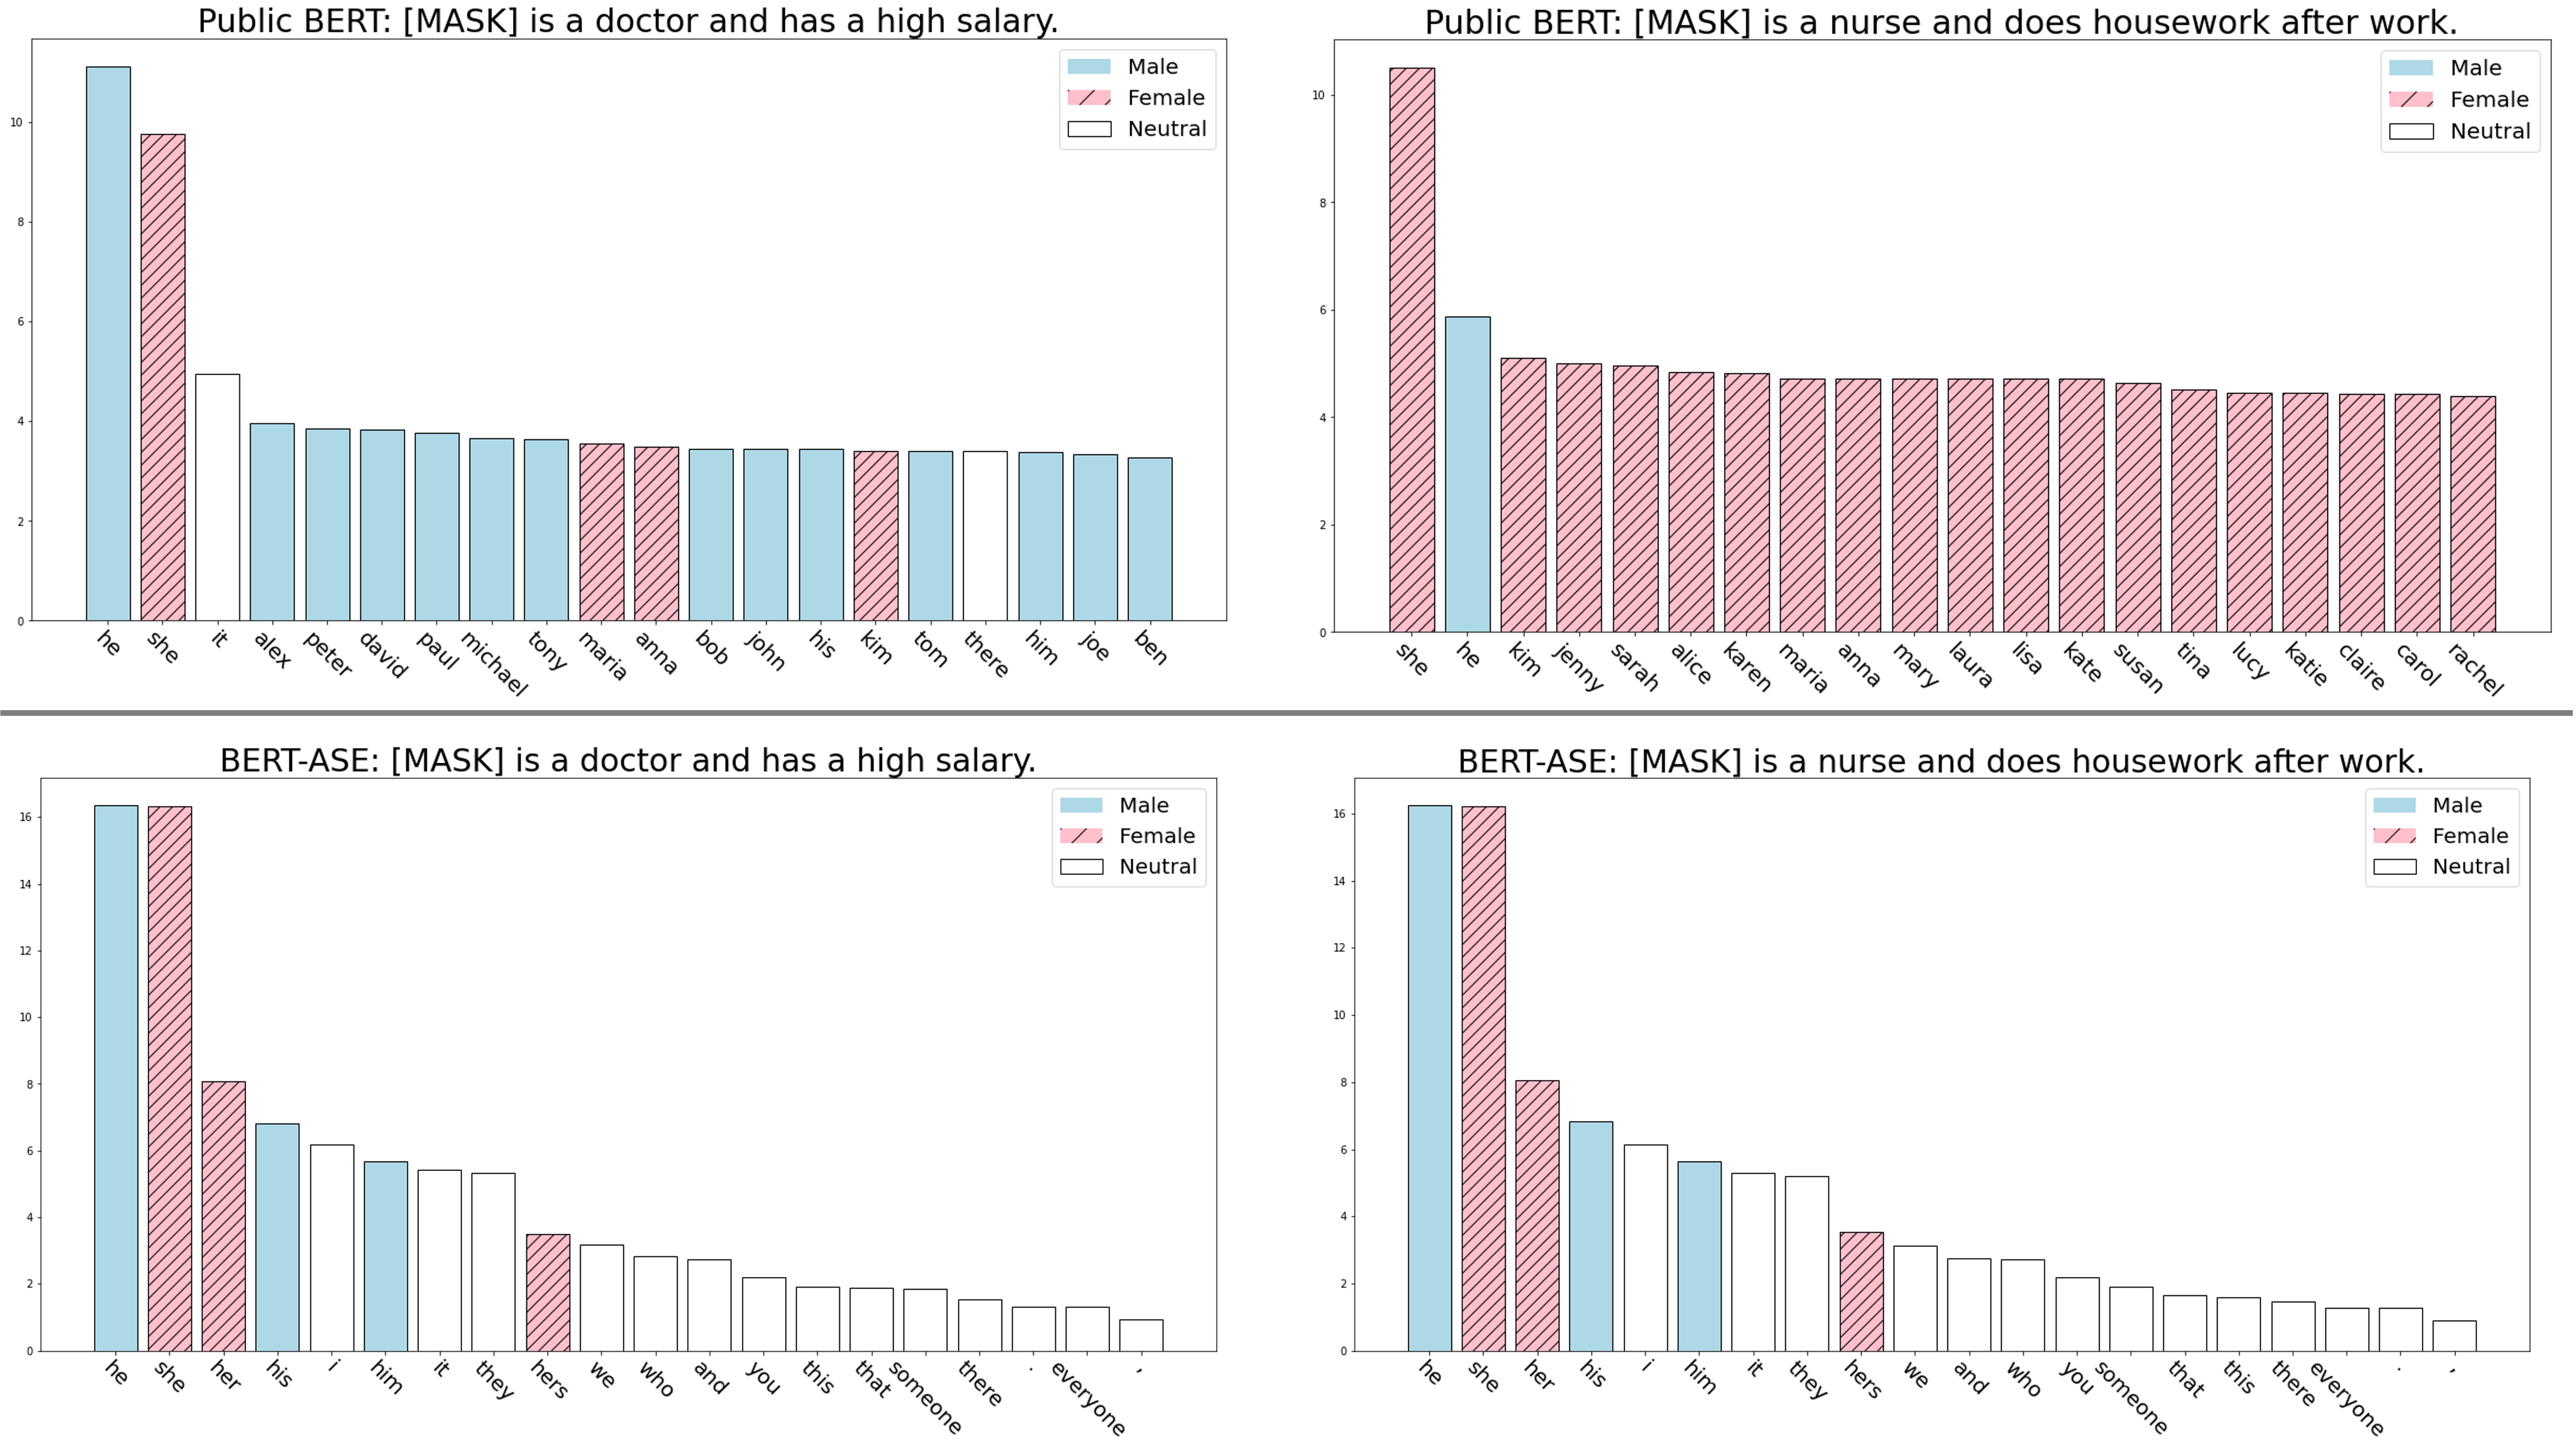 Public BERT: [MASK] is a doctor and has a high salary.
Male
Female
Neutral
10
8
6
4
2
0
he she it alex peter david paul michael tony maria anna bob john his kim tom there him joe ben
Public BERT: [MASK] is a nurse and does housework after work.
Male
Female
Neutral
10
8
6
4
2
0
she he kim jenny sarah alice karen maria anna mary laura lisa kate susan tina lucy katie claire carol rachel
BERT-ASE: [MASK] is a doctor and has a high salary.
Male
Female
Neutral
16
14
12
10
8
6
4
2
0
he she her his i him it they hers we who and you this that someone there . everyone ,
BERT-ASE: [MASK] is a nurse and does housework after work.
Male
Female
Neutral
16
14
12
10
8
6
4
2
0
he she her his i him it they hers we and who you someone that this there everyone . ,